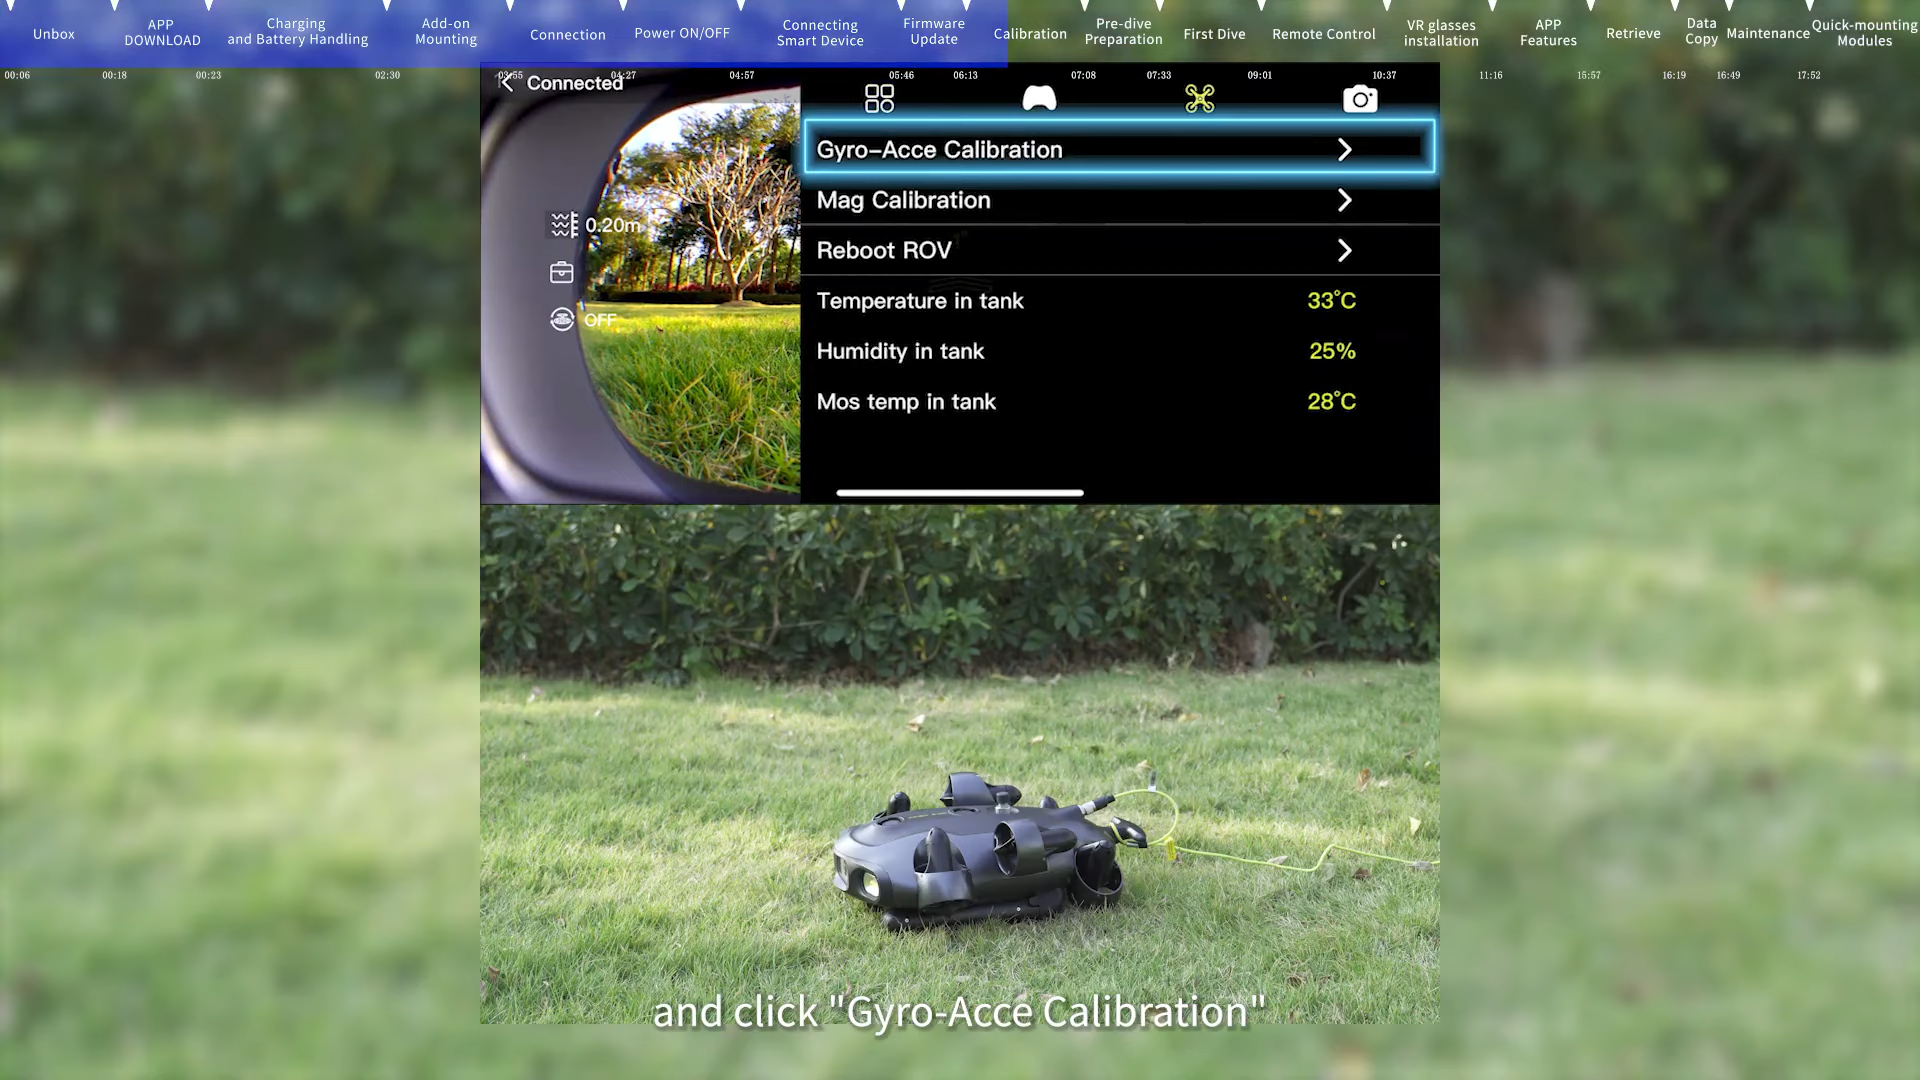 Unbox
APP
DOWNLOAD
Charging
and Battery Handling
Add-on
Mounting
Connection
Power ON/OFF
Connecting
Smart Device
Firmware
Update
Calibration
Pre-dive
Preparation
First Dive
Remote Control
VR glasses
installation
APP
Features
Retrieve
Data
Copy
Maintenance
Quick-mounting
Modules
00:06
00:18
00:23
02:30
03:55
04:27
04:57
05:46
06:13
07:08
07:33
09:01
10:37
11:16
15:57
16:19
16:49
17:52
Connected
0.20m
OFF
Gyro-Acce Calibration
Mag Calibration
Reboot ROV
Temperature in tank 33°C
Humidity in tank 25%
Mos temp in tank 28°C
and click "Gyro-Acce Calibration"